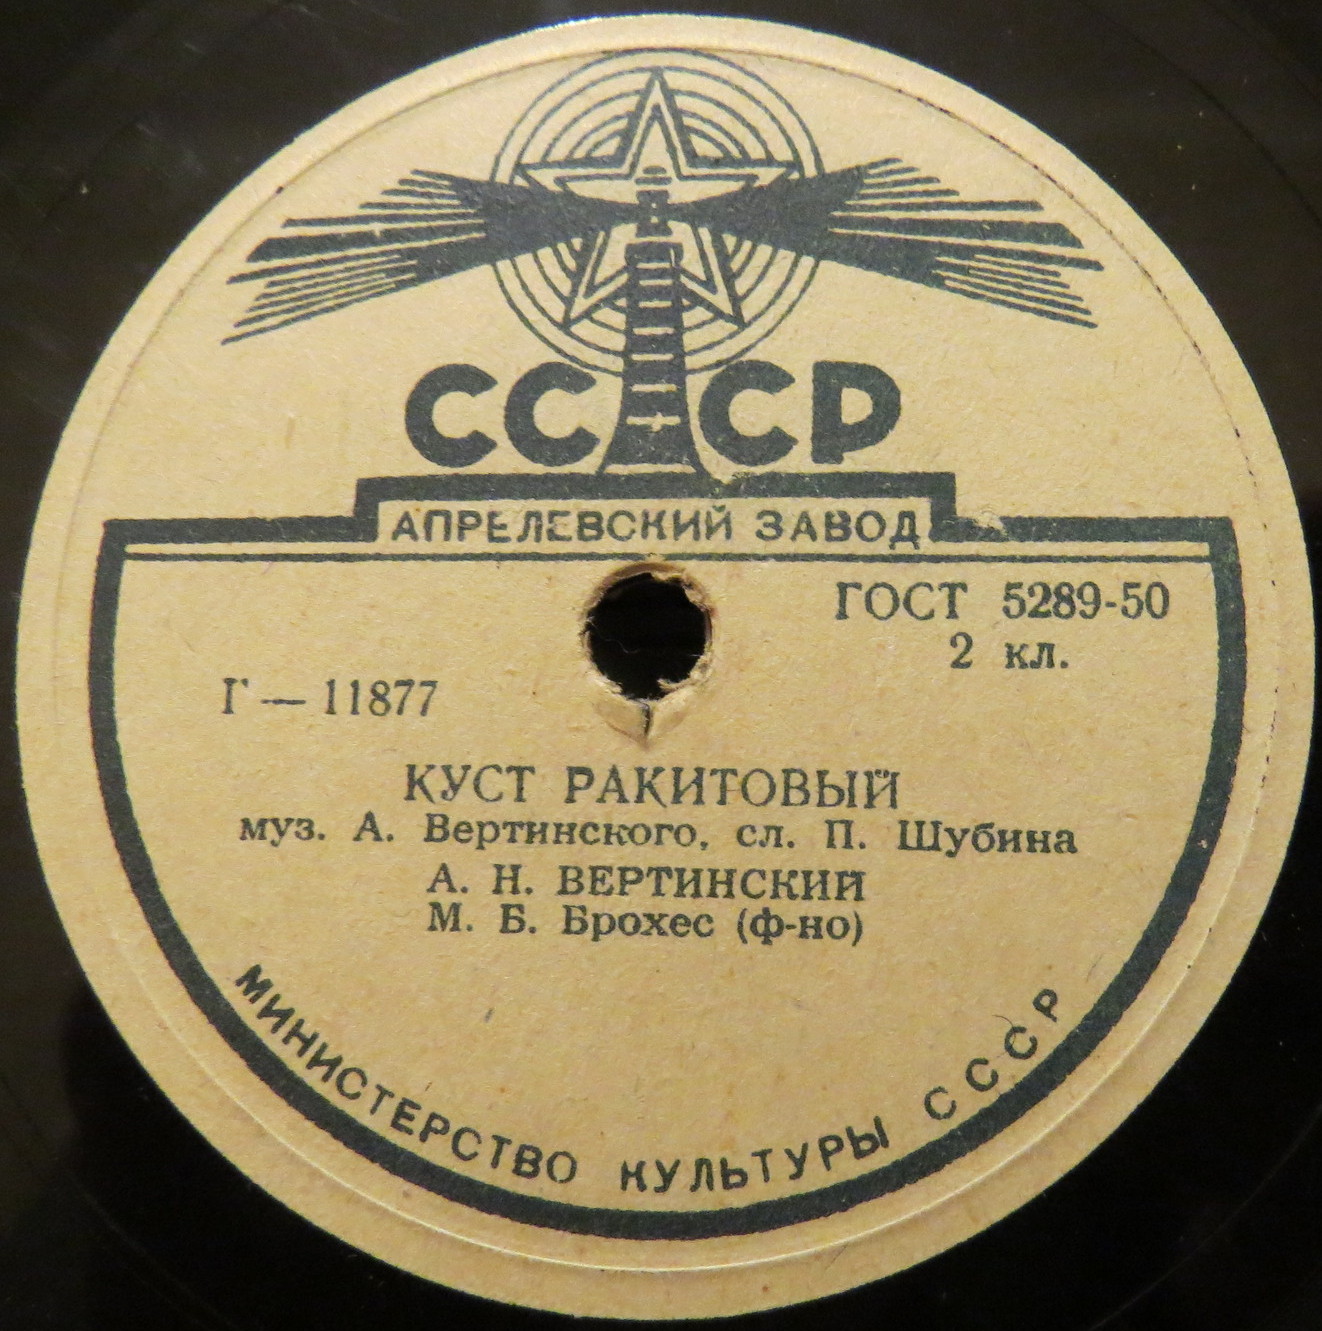 СССР
АПРЕЛЕВСКИЙ ЗАВОД
ГОСТ 5289-50
2 кл.
Г — 11877
КУСТ РАКИТОВЫЙ
муз. А. Вертинского, сл. П. Шубина
А. Н. ВЕРТИНСКИЙ
М. Б. Брохес (ф-но)
МИНИСТЕРСТВО КУЛЬТУРЫ СССР